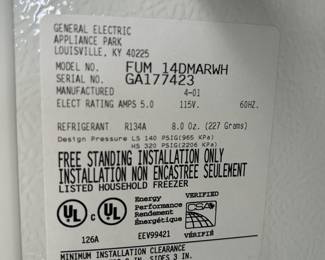 GENERAL ELECTRIC
APPLIANCE PARK
LOUISVILLE, KY 40225
MODEL NO. FUM 14DMARWH
SERIAL NO. GA177423
MANUFACTURED 4-01
ELECT RATING AMPS 5.0 115V. 60HZ.
REFRIGERANT R134A 8.0 Oz. (227 Grams)
Design Pressure LS 140 PSIG(965 KPa)
HS 320 PSIG(2206 KPa)
FREE STANDING INSTALLATION ONLY
INSTALLATION NON ENCASTREE SEULEMENT
LISTED HOUSEHOLD FREEZER
UL c UL
Energy Performance Rendement Énergétique
VERIFIED
CSA
VÉRIFIÉ
126A EEV99421
MINIMUM INSTALLATION CLEARANCE
SIDES 3 IN.